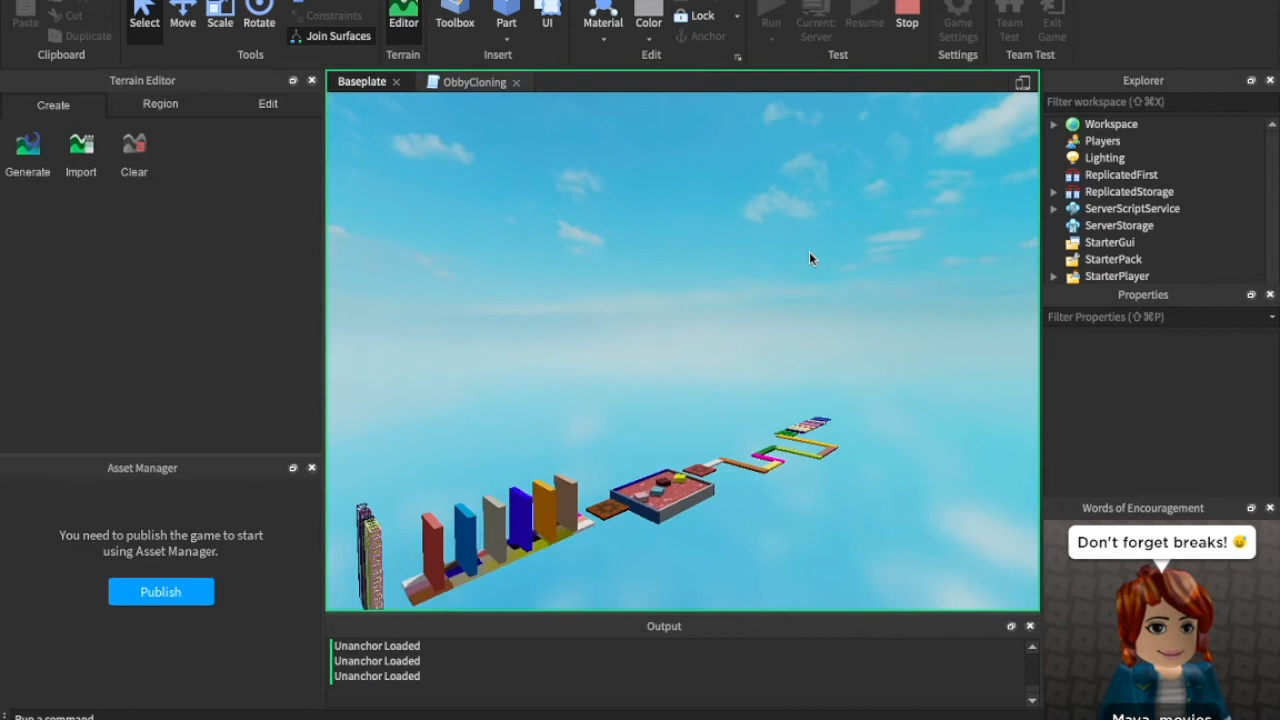 Paste
Cut
Duplicate
Clipboard
Select
Move
Scale
Rotate
Constraints
Join Surfaces
Tools
Editor
Terrain
Toolbox
Part
UI
Insert
Material
Color
Lock
Anchor
Edit
Run
Current:
Server
Resume
Stop
Test
Game
Settings
Settings
Team
Test
Exit
Game
Team Test
Terrain Editor
Create
Region
Edit
Generate
Import
Clear
Baseplate
ObbyCloning
Explorer
Filter workspace (⇧⌘X)
Workspace
Players
Lighting
ReplicatedFirst
ReplicatedStorage
ServerScriptService
ServerStorage
StarterGui
StarterPack
StarterPlayer
Properties
Filter Properties (⇧⌘P)
Asset Manager
You need to publish the game to start
using Asset Manager.
Publish
Output
Unanchor Loaded
Unanchor Loaded
Unanchor Loaded
Words of Encouragement
Don't forget breaks! 😅
Maya_movies
Run a command